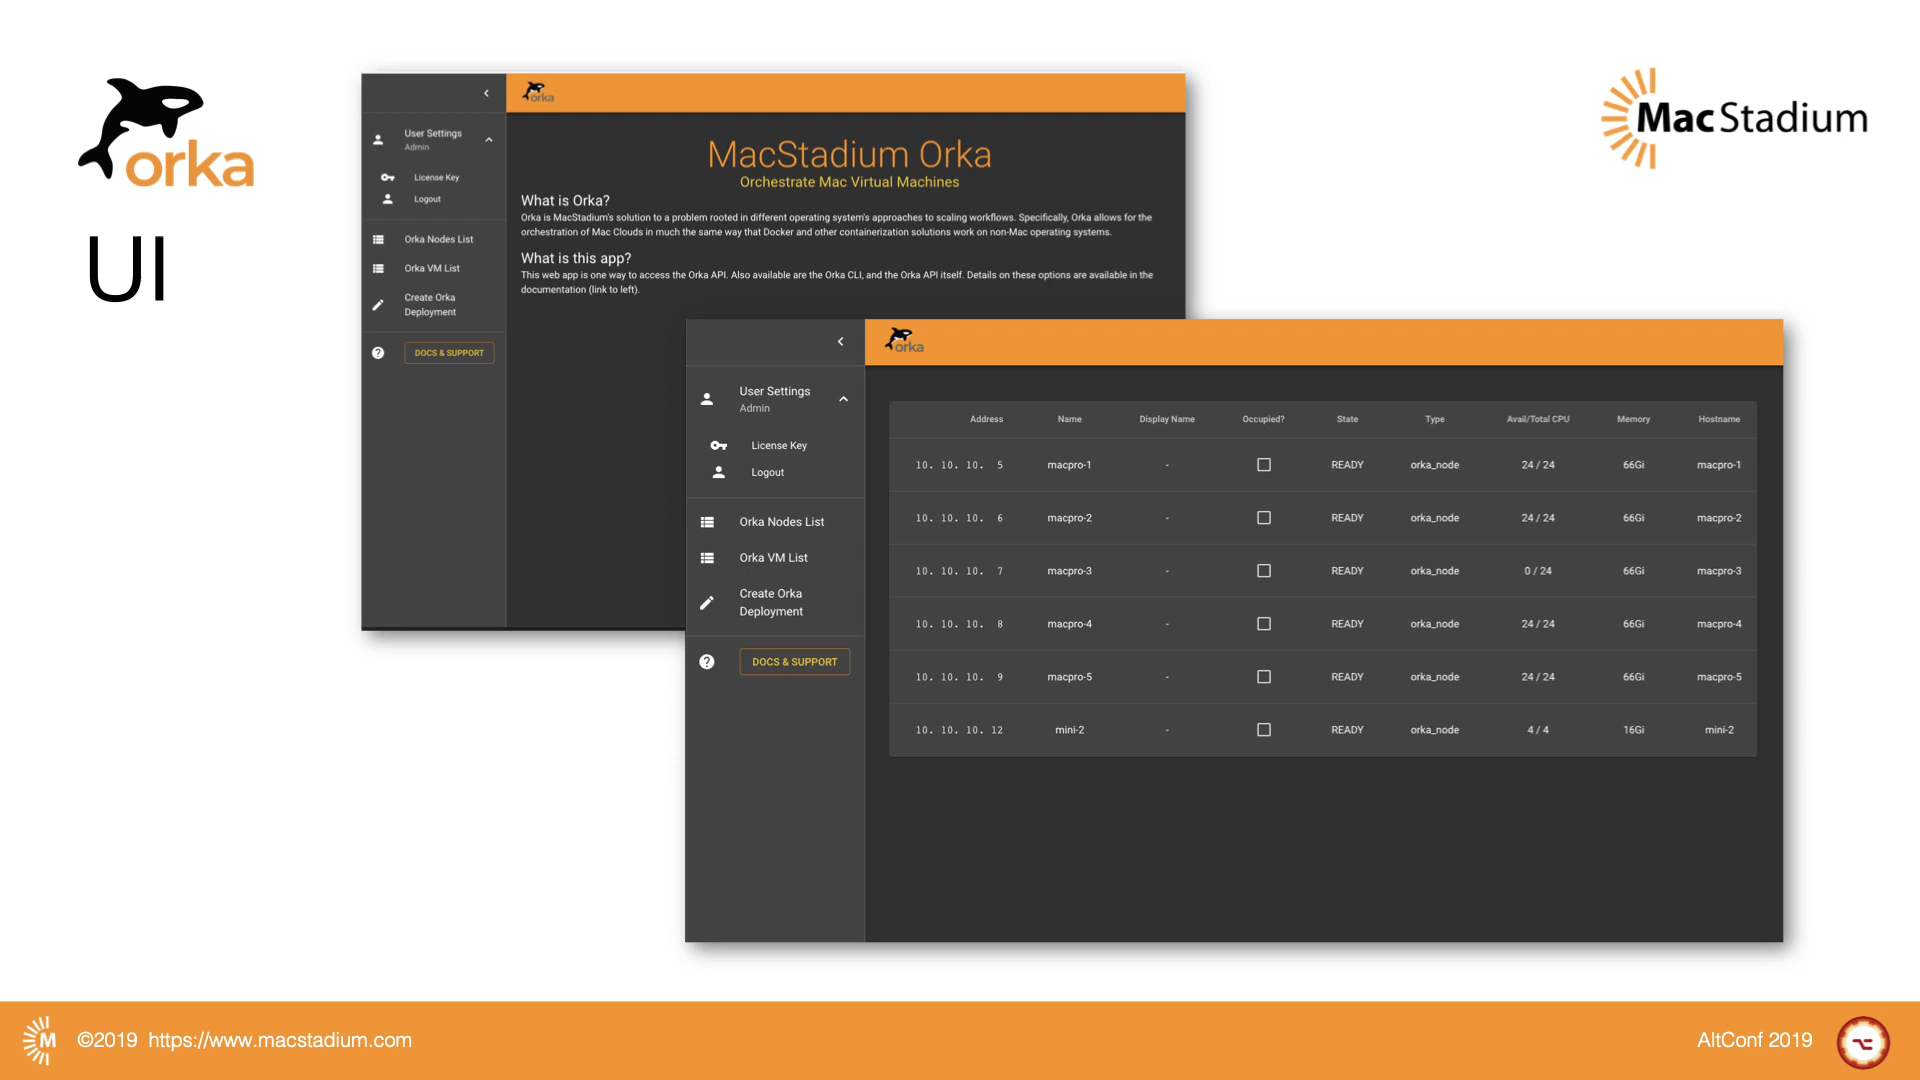 orka
UI
MacStadium
orka
User Settings
Admin
License Key
Logout
Orka Nodes List
Orka VM List
Create Orka
Deployment
DOCS & SUPPORT
MacStadium Orka
Orchestrate Mac Virtual Machines
What is Orka?
Orka is MacStadium's solution to a problem rooted in different operating system's approaches to scaling workflows. Specifically, Orka allows for the
orchestration of Mac Clouds in much the same way that Docker and other containerization solutions work on non-Mac operating systems.
What is this app?
This web app is one way to access the Orka API. Also available are the Orka CLI, and the Orka API itself. Details on these options are available in the
documentation (link to left).
orka
User Settings
Admin
License Key
Logout
Orka Nodes List
Orka VM List
Create Orka
Deployment
DOCS & SUPPORT
Address Name Display Name Occupied? State Type Avail/Total CPU Memory Hostname
10. 10. 10. 5 macpro-1 - READY orka_node 24 / 24 66Gi macpro-1
10. 10. 10. 6 macpro-2 - READY orka_node 24 / 24 66Gi macpro-2
10. 10. 10. 7 macpro-3 - READY orka_node 0 / 24 66Gi macpro-3
10. 10. 10. 8 macpro-4 - READY orka_node 24 / 24 66Gi macpro-4
10. 10. 10. 9 macpro-5 - READY orka_node 24 / 24 66Gi macpro-5
10. 10. 10. 12 mini-2 - READY orka_node 4 / 4 16Gi mini-2
M ©2019 https://www.macstadium.com
AltConf 2019